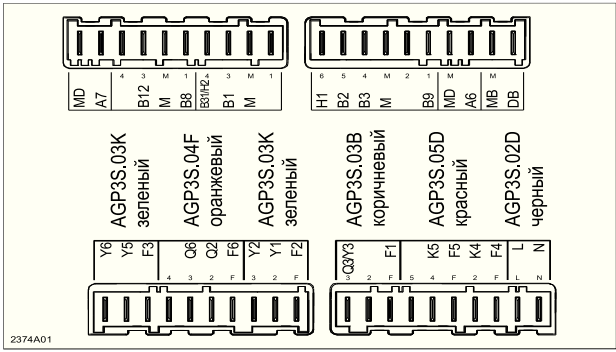 4 3 M 1 4 3 M 1
MD A7 B12 M B8 B31/H2 B1 M
6 5 4 M 2 1 M M
H1 B2 B3 M B9 MD A6 MB DB
AGP3S.03K
зеленый
AGP3S.04F
оранжевый
AGP3S.03K
зеленый
AGP3S.03B
коричневый
AGP3S.05D
красный
AGP3S.02D
черный
Y6 Y5 F3 Q6 Q2 F6 Y2 Y1 F2
4 3 2 F 3 2 F
Q3/Y3 F1 K5 F5 K4 F4 L N
3 2 F 5 4 F 2 F L N
2374A01